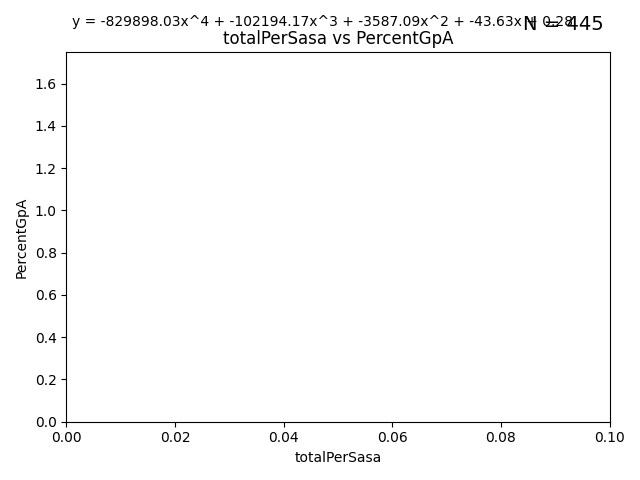 y = -829898.03x^4 + -102194.17x^3 + -3587.09x^2 + -43.63x + 0.28
N = 445
totalPerSasa vs PercentGpA
1.6
1.4
1.2
1.0
0.8
0.6
0.4
0.2
0.0
PercentGpA
0.00 0.02 0.04 0.06 0.08 0.10
totalPerSasa